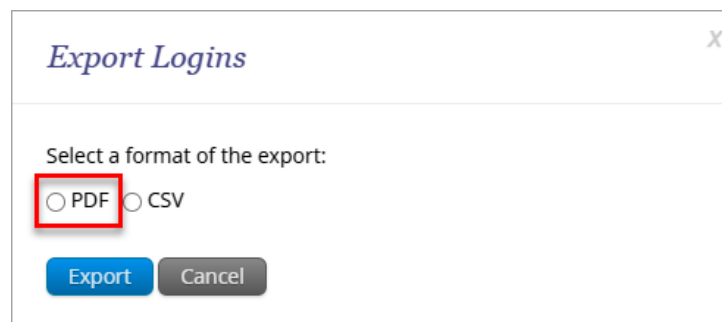 Export Logins
X
Select a format of the export:
PDF CSV
Export Cancel